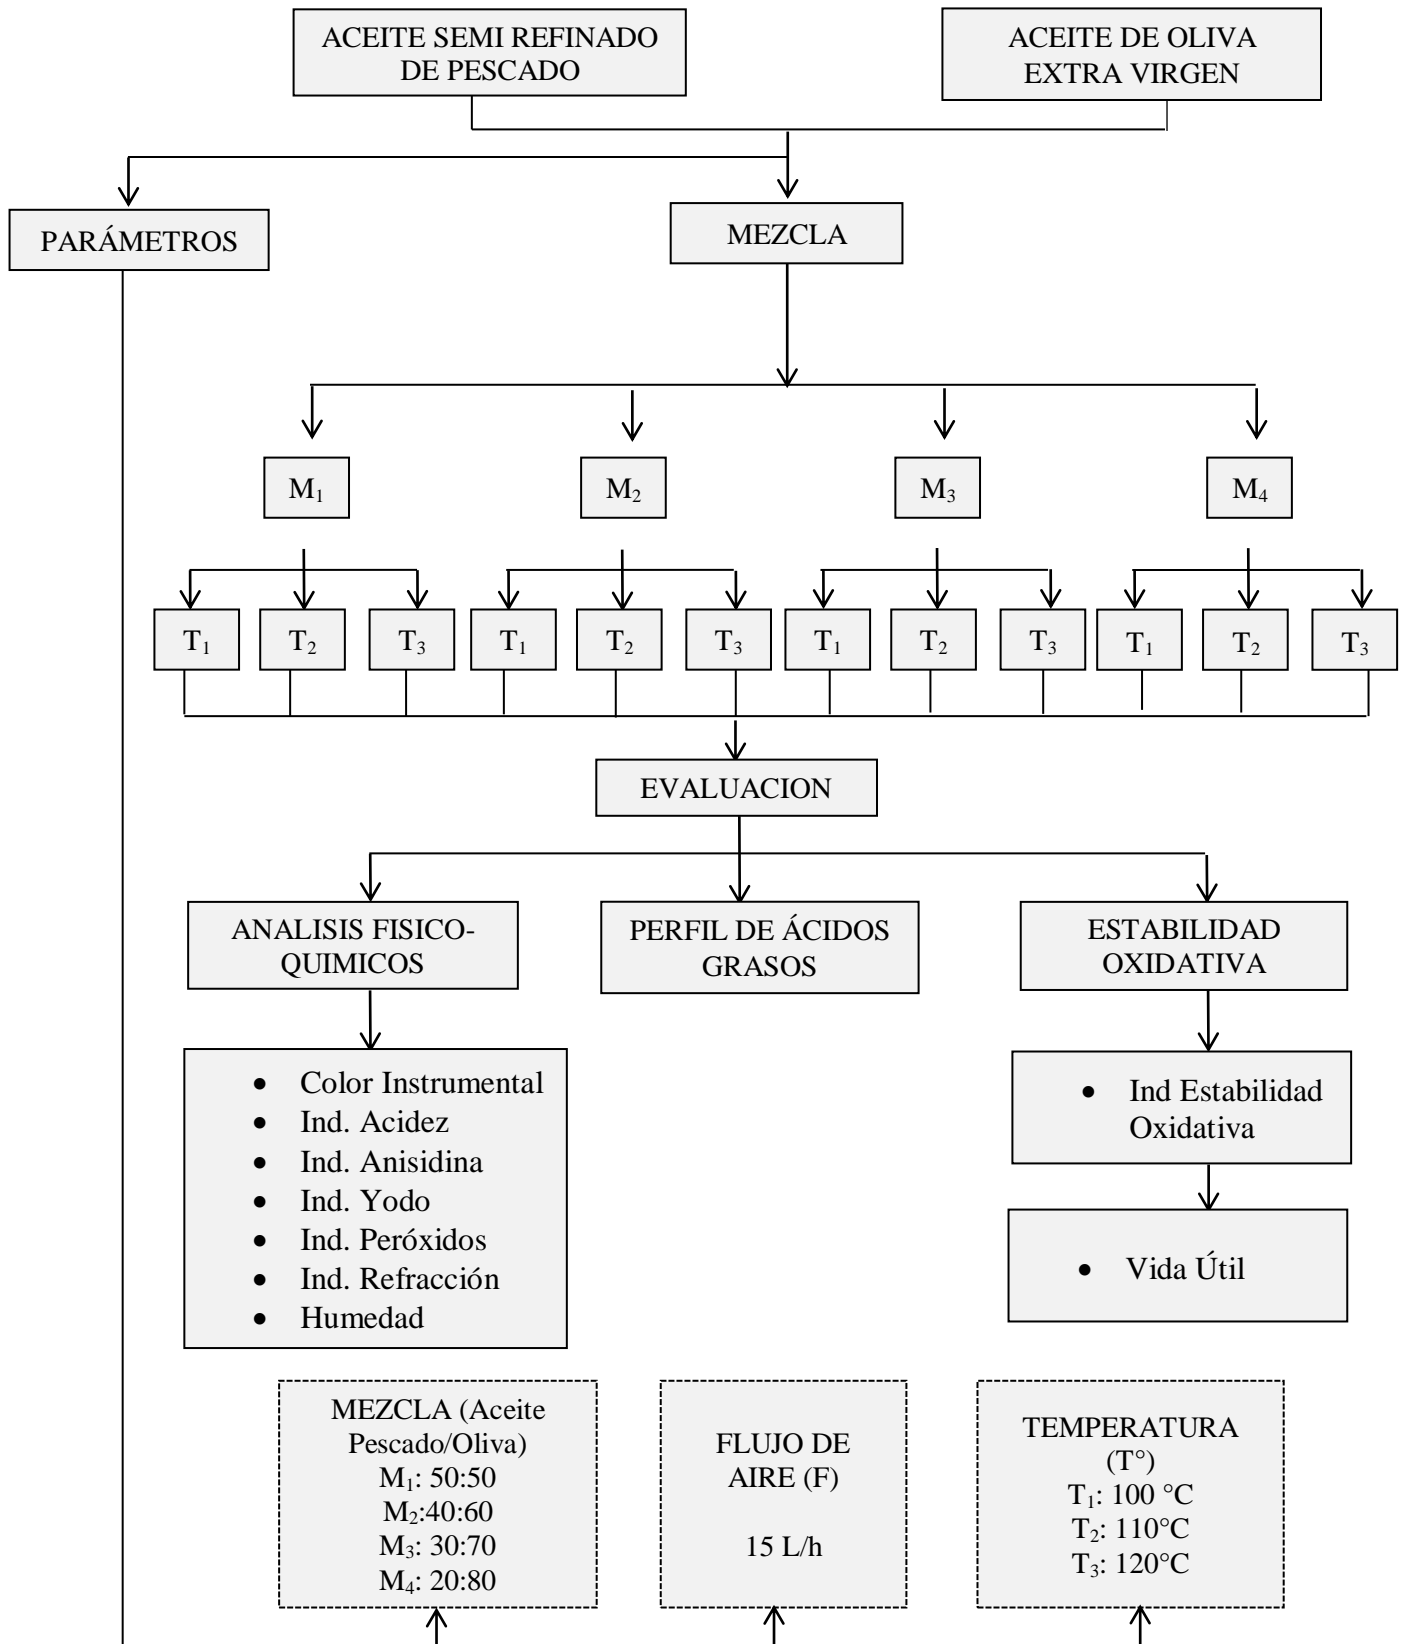 ACEITE SEMI REFINADO
DE PESCADO
ACEITE DE OLIVA
EXTRA VIRGEN
PARÁMETROS
MEZCLA
M₁
M₂
M₃
M₄
T₁
T₂
T₃
T₁
T₂
T₃
T₁
T₂
T₃
T₁
T₂
T₃
EVALUACION
ANALISIS FISICO-
QUIMICOS
PERFIL DE ÁCIDOS
GRASOS
ESTABILIDAD
OXIDATIVA
• Color Instrumental
• Ind. Acidez
• Ind. Anisidina
• Ind. Yodo
• Ind. Peróxidos
• Ind. Refracción
• Humedad
• Ind Estabilidad
Oxidativa
• Vida Útil
MEZCLA (Aceite
Pescado/Oliva)
M₁: 50:50
M₂:40:60
M₃: 30:70
M₄: 20:80
FLUJO DE
AIRE (F)
15 L/h
TEMPERATURA
(T°)
T₁: 100 °C
T₂: 110°C
T₃: 120°C